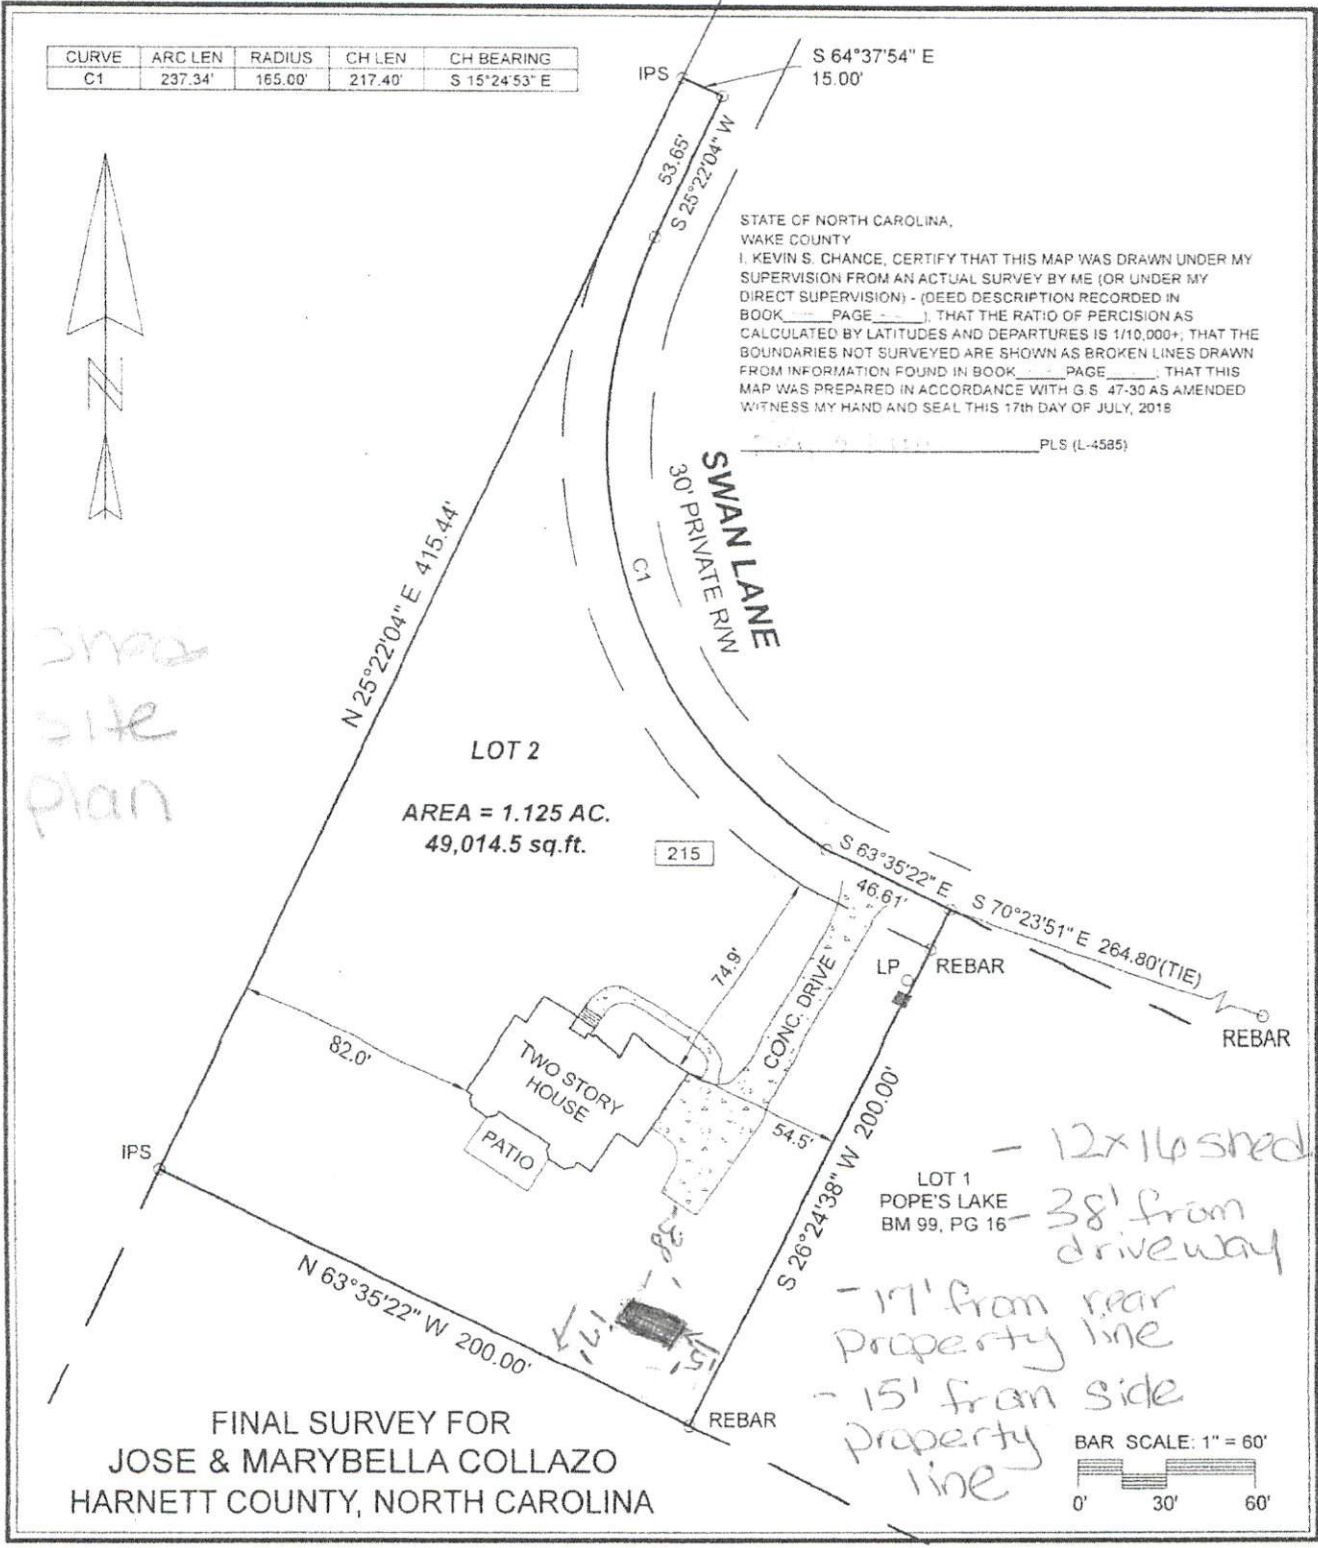 CURVE ARC LEN RADIUS CH LEN CH BEARING
C1 237.34' 165.00' 217.40' S 15°24'53" E
IPS
S 64°37'54" E
15.00'
53.65'
S 25°22'04" W
STATE OF NORTH CAROLINA,
WAKE COUNTY
I, KEVIN S. CHANCE, CERTIFY THAT THIS MAP WAS DRAWN UNDER MY
SUPERVISION FROM AN ACTUAL SURVEY BY ME (OR UNDER MY
DIRECT SUPERVISION) - (DEED DESCRIPTION RECORDED IN
BOOK______PAGE______), THAT THE RATIO OF PERCISION AS
CALCULATED BY LATITUDES AND DEPARTURES IS 1/10,000+; THAT THE
BOUNDARIES NOT SURVEYED ARE SHOWN AS BROKEN LINES DRAWN
FROM INFORMATION FOUND IN BOOK______PAGE______; THAT THIS
MAP WAS PREPARED IN ACCORDANCE WITH G.S. 47-30 AS AMENDED
WITNESS MY HAND AND SEAL THIS 17th DAY OF JULY, 2018
PLS (L-4585)
N
SWAN LANE
30' PRIVATE R/W
C1
N 25°22'04" E 415.44'
shed
site
plan
LOT 2
AREA = 1.125 AC.
49,014.5 sq.ft.
215
S 63°35'22" E
46.61'
S 70°23'51" E 264.80'(TIE)
LP
REBAR
REBAR
74.9'
CONC. DRIVE
82.0'
TWO STORY
HOUSE
PATIO
54.5'
S 26°24'38" W 200.00'
IPS
LOT 1
POPE'S LAKE
BM 99, PG 16
- 12x16 shed
- 38' from
driveway
- 17' from rear
property line
- 15' from side
property
line
-38'-
17'
15'
N 63°35'22" W 200.00'
REBAR
FINAL SURVEY FOR
JOSE & MARYBELLA COLLAZO
HARNETT COUNTY, NORTH CAROLINA
BAR SCALE: 1" = 60'
0' 30' 60'